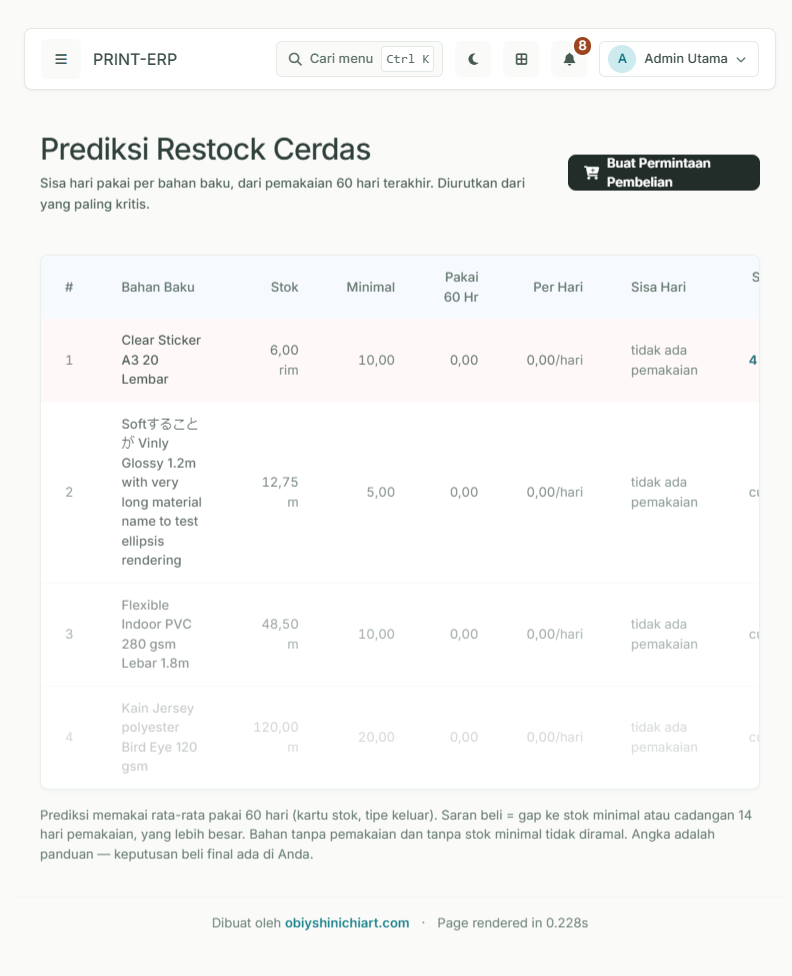 PRINT-ERP
Cari menu
Ctrl K
8
A
Admin Utama
Prediksi Restock Cerdas
Sisa hari pakai per bahan baku, dari pemakaian 60 hari terakhir. Diurutkan dari
yang paling kritis.
Buat Permintaan
Pembelian
# Bahan Baku Stok Minimal Pakai 60 Hr Per Hari Sisa Hari S
1 Clear Sticker A3 20 Lembar 6,00 rim 10,00 0,00 0,00/hari tidak ada pemakaian 4
2 Softすることが Vinly Glossy 1.2m with very long material name to test ellipsis rendering 12,75 m 5,00 0,00 0,00/hari tidak ada pemakaian
3 Flexible Indoor PVC 280 gsm Lebar 1.8m 48,50 m 10,00 0,00 0,00/hari tidak ada pemakaian
4 Kain Jersey polyester Bird Eye 120 gsm 120,00 m 20,00 0,00 0,00/hari tidak ada pemakaian
Prediksi memakai rata-rata pakai 60 hari (kartu stok, tipe keluar). Saran beli = gap ke stok minimal atau cadangan 14
hari pemakaian, yang lebih besar. Bahan tanpa pemakaian dan tanpa stok minimal tidak diramal. Angka adalah
panduan — keputusan beli final ada di Anda.
Dibuat oleh obiyshinichiart.com · Page rendered in 0.228s